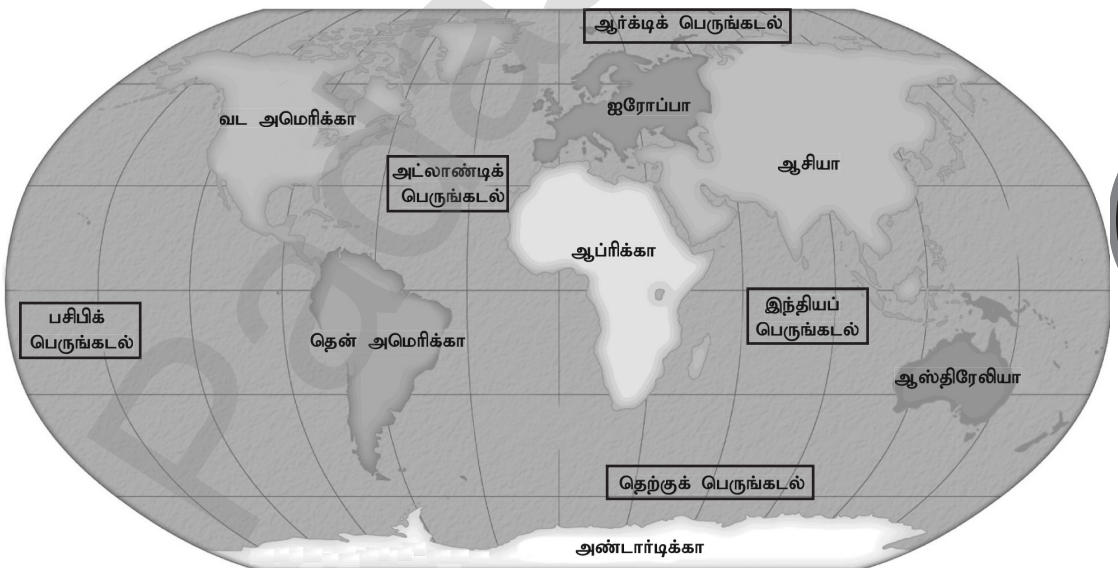 ஆர்க்டிக் பெருங்கடல்
ஐரோப்பா
வட அமெரிக்கா
ஆசியா
அட்லாண்டிக்
பெருங்கடல்
ஆப்ரிக்கா
பசிபிக்
பெருங்கடல்
தென் அமெரிக்கா
இந்தியப்
பெருங்கடல்
ஆஸ்திரேலியா
தெற்குக் பெருங்கடல்
அண்டார்டிக்கா